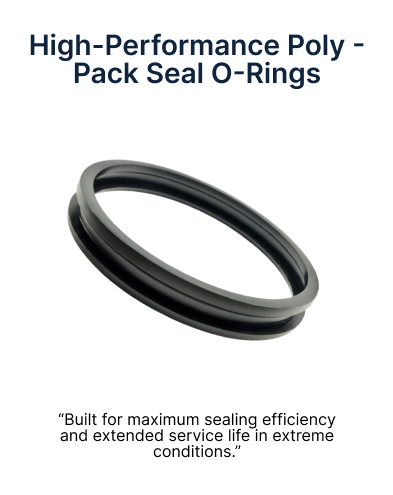 High-Performance Poly -
Pack Seal O-Rings
“Built for maximum sealing efficiency
and extended service life in extreme
conditions.”